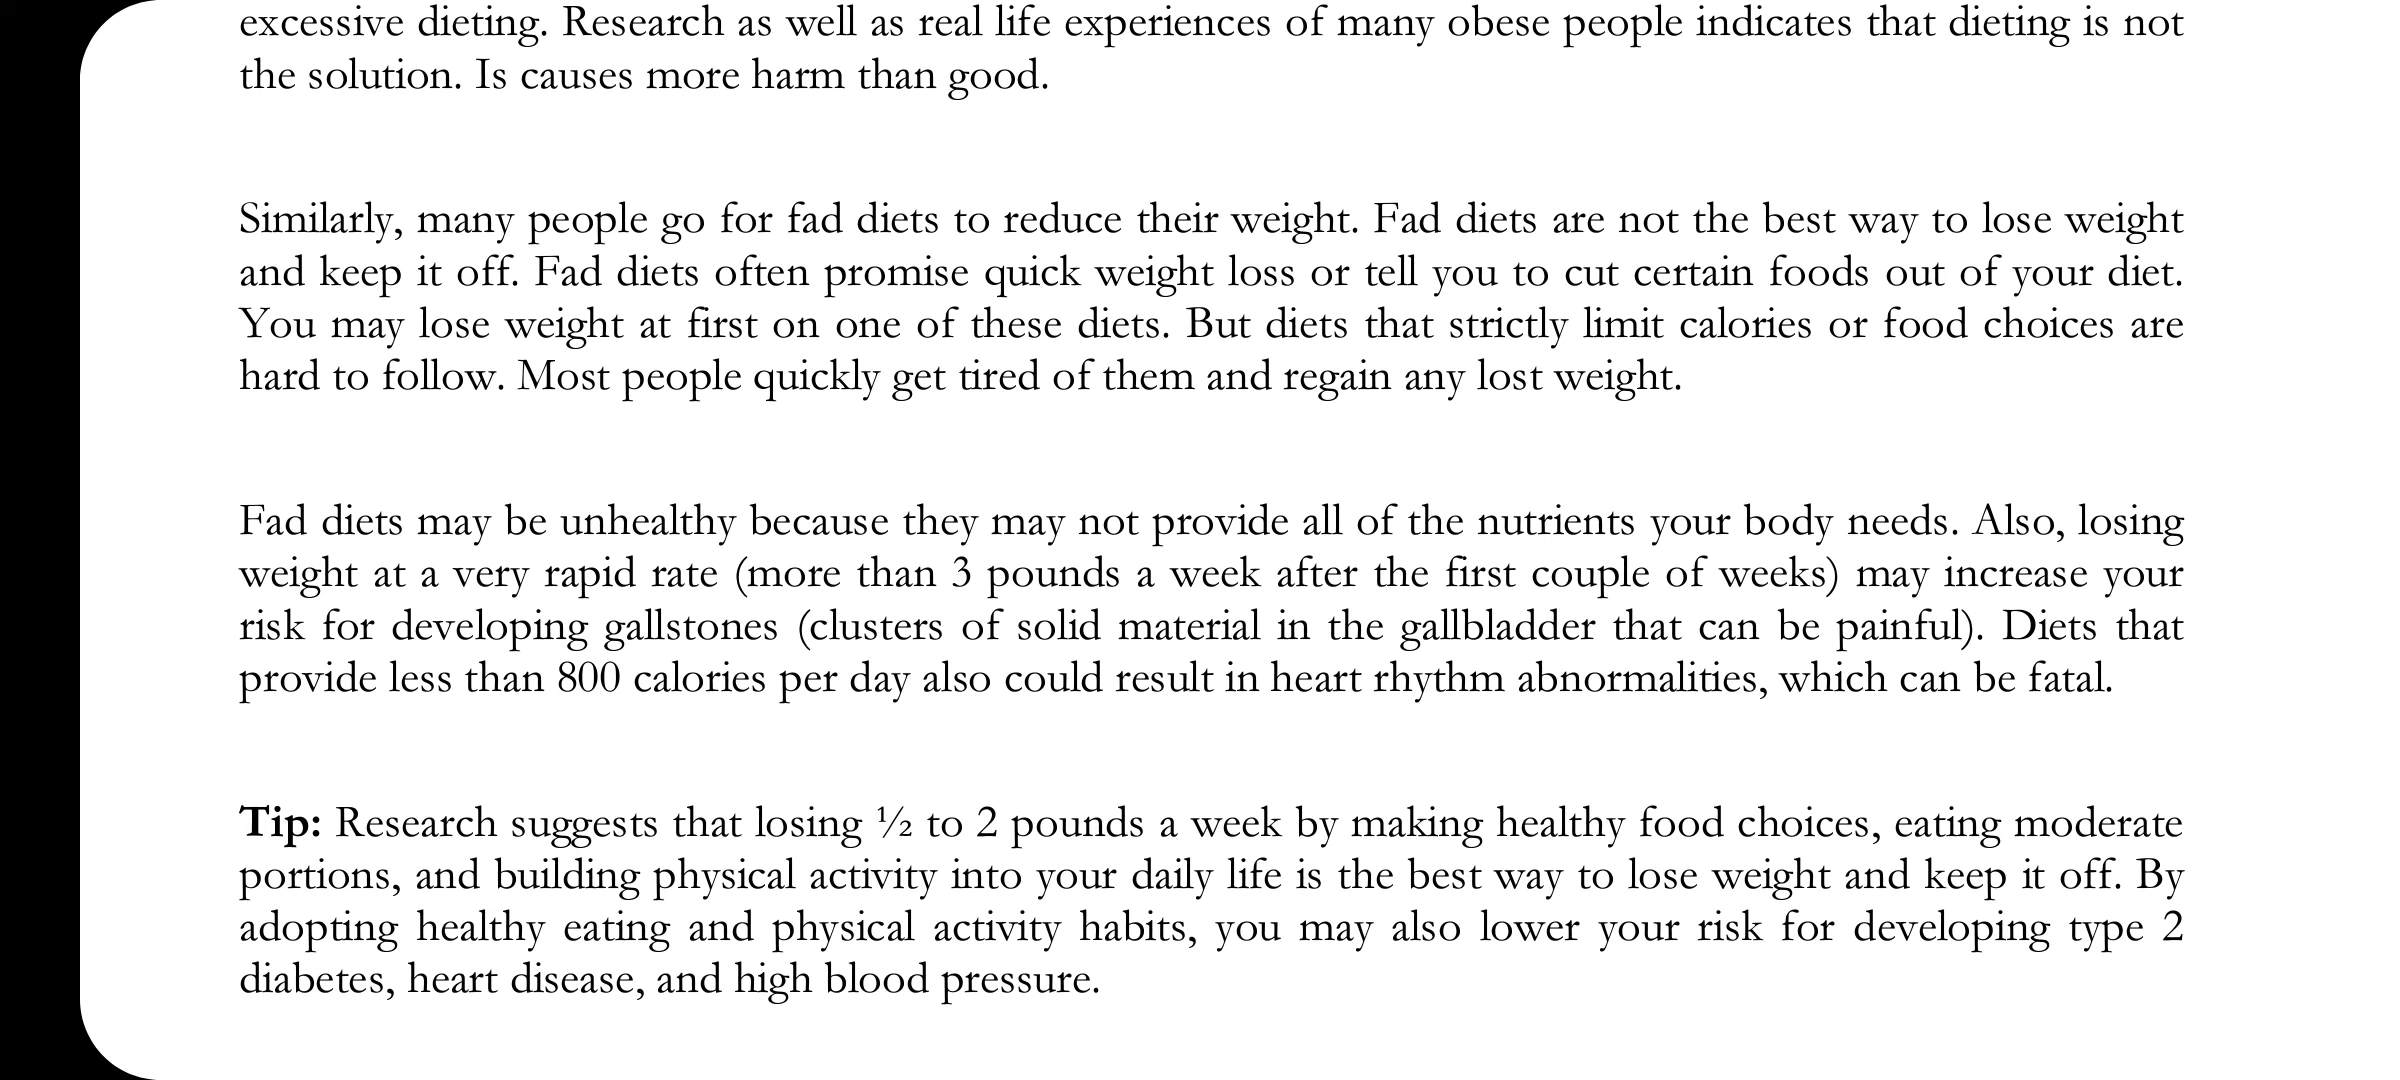 excessive dieting. Research as well as real life experiences of many obese people indicates that dieting is not
the solution. Is causes more harm than good.
Similarly, many people go for fad diets to reduce their weight. Fad diets are not the best way to lose weight
and keep it off. Fad diets often promise quick weight loss or tell you to cut certain foods out of your diet.
You may lose weight at first on one of these diets. But diets that strictly limit calories or food choices are
hard to follow. Most people quickly get tired of them and regain any lost weight.
Fad diets may be unhealthy because they may not provide all of the nutrients your body needs. Also, losing
weight at a very rapid rate (more than 3 pounds a week after the first couple of weeks) may increase your
risk for developing gallstones (clusters of solid material in the gallbladder that can be painful). Diets that
provide less than 800 calories per day also could result in heart rhythm abnormalities, which can be fatal.
Tip: Research suggests that losing ½ to 2 pounds a week by making healthy food choices, eating moderate
portions, and building physical activity into your daily life is the best way to lose weight and keep it off. By
adopting healthy eating and physical activity habits, you may also lower your risk for developing type 2
diabetes, heart disease, and high blood pressure.